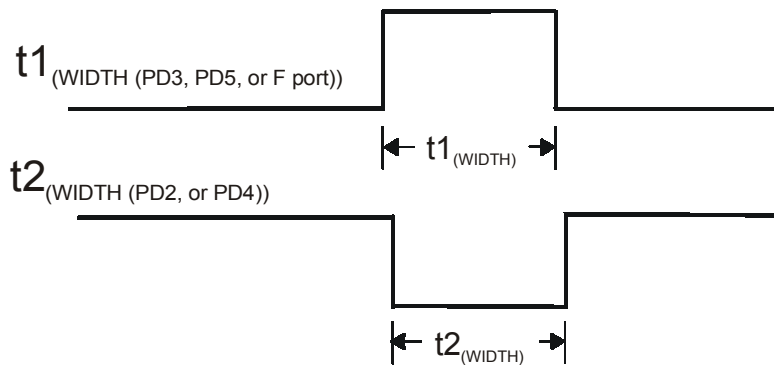 t1(WIDTH (PD3, PD5, or F port))
t1(WIDTH)
t2(WIDTH (PD2, or PD4))
t2(WIDTH)